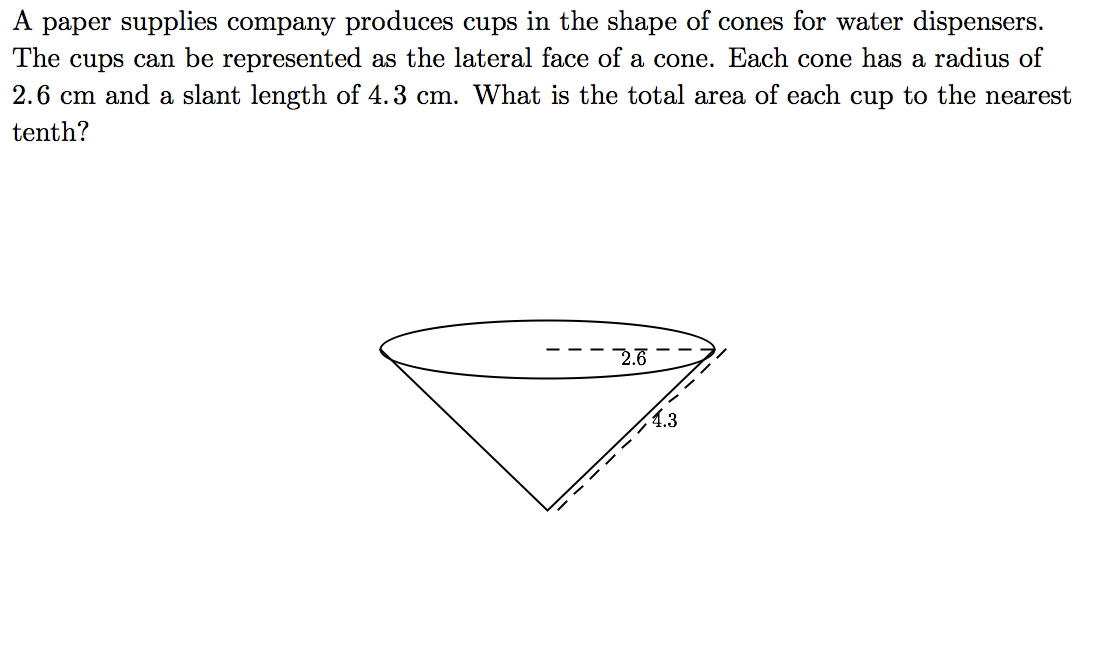 A paper supplies company produces cups in the shape of cones for water dispensers.
The cups can be represented as the lateral face of a cone. Each cone has a radius of
2.6 cm and a slant length of 4.3 cm. What is the total area of each cup to the nearest
tenth?
2.6
4.3